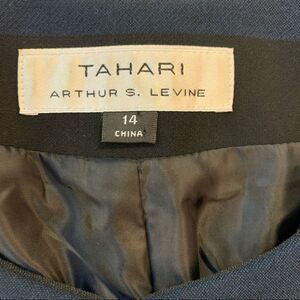 TAHARI
ARTHUR S. LEVINE
14
CHINA